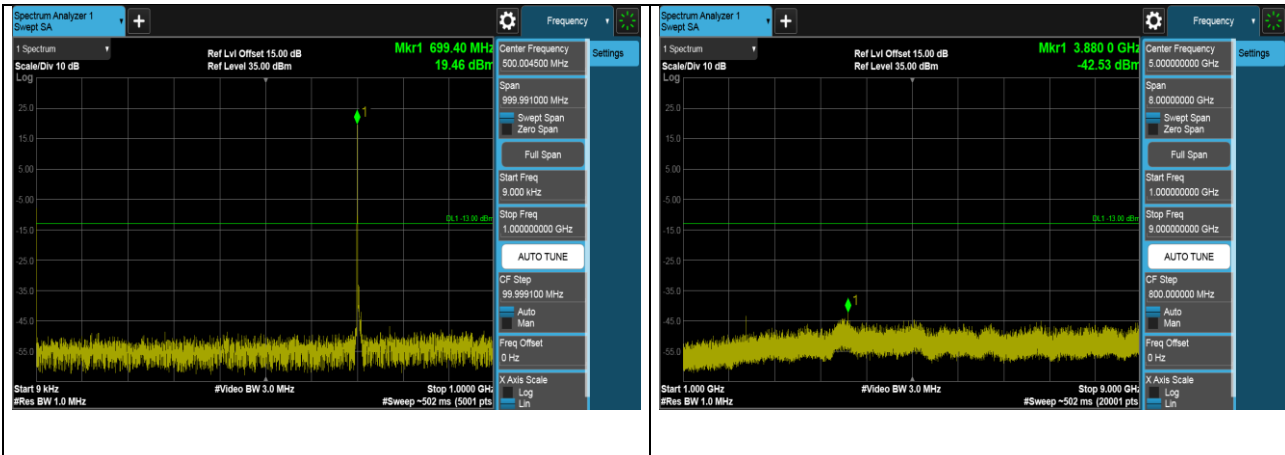 Spectrum Analyzer 1
Swept SA
Frequency
1 Spectrum
Scale/Div 10 dB
Log
Ref Lvl Offset 15.00 dB
Ref Level 35.00 dBm
Mkr1 699.40 MHz
19.46 dBm
25.0
15.0
5.00
-5.00
-15.0
-25.0
-35.0
-45.0
-55.0
1
DL1 -13.00 dBm
Start 9 kHz
#Res BW 1.0 MHz
#Video BW 3.0 MHz
Stop 1.0000 GHz
#Sweep ~502 ms (5001 pts
Center Frequency
500.004500 MHz
Settings
Span
999.991000 MHz
Swept Span
Zero Span
Full Span
Start Freq
9.000 kHz
Stop Freq
1.000000000 GHz
AUTO TUNE
CF Step
99.999100 MHz
Auto
Man
Freq Offset
0 Hz
X Axis Scale
Log
Lin
Spectrum Analyzer 1
Swept SA
Frequency
1 Spectrum
Scale/Div 10 dB
Log
Ref Lvl Offset 15.00 dB
Ref Level 35.00 dBm
Mkr1 3.880 0 GHz
-42.53 dBm
25.0
15.0
5.00
-5.00
-15.0
-25.0
-35.0
-45.0
-55.0
1
DL1 -13.00 dBm
Start 1.000 GHz
#Res BW 1.0 MHz
#Video BW 3.0 MHz
Stop 9.000 GHz
#Sweep ~502 ms (20001 pts
Center Frequency
5.000000000 GHz
Settings
Span
8.00000000 GHz
Swept Span
Zero Span
Full Span
Start Freq
1.000000000 GHz
Stop Freq
9.000000000 GHz
AUTO TUNE
CF Step
800.000000 MHz
Auto
Man
Freq Offset
0 Hz
X Axis Scale
Log
Lin